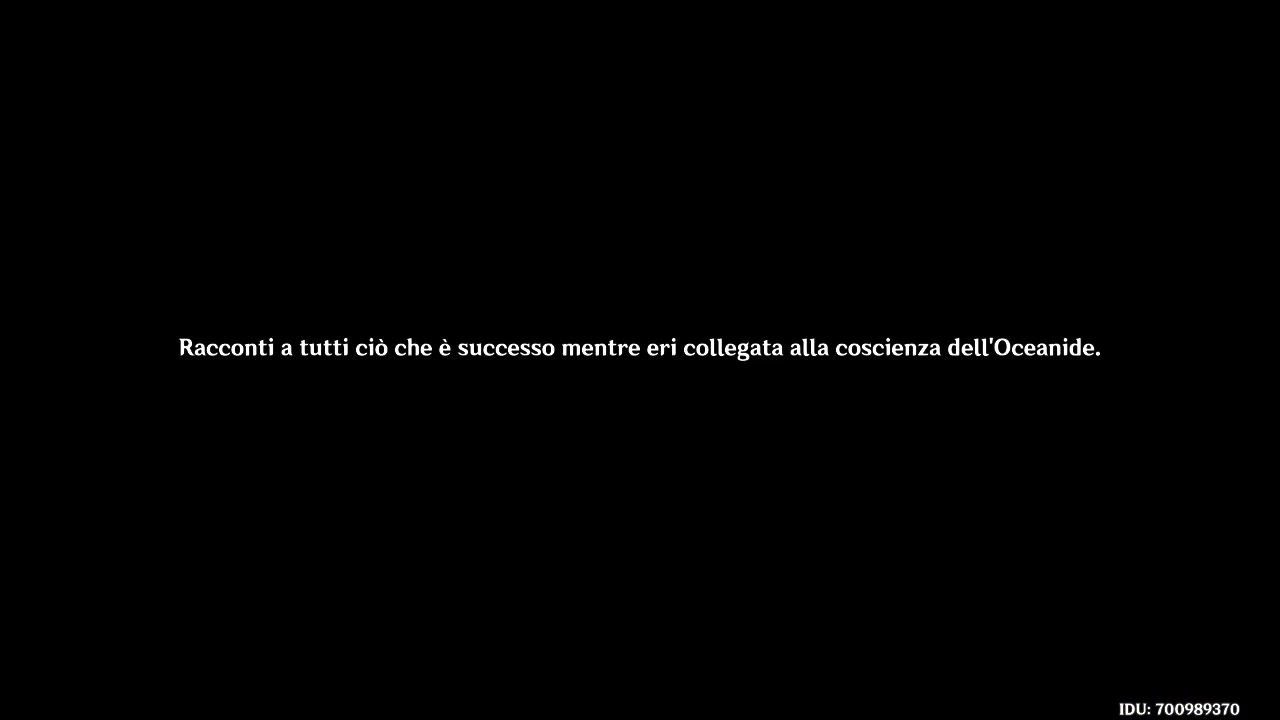 Racconti a tutti ciò che è successo mentre eri collegata alla coscienza dell'Oceanide.
IDU: 700989370